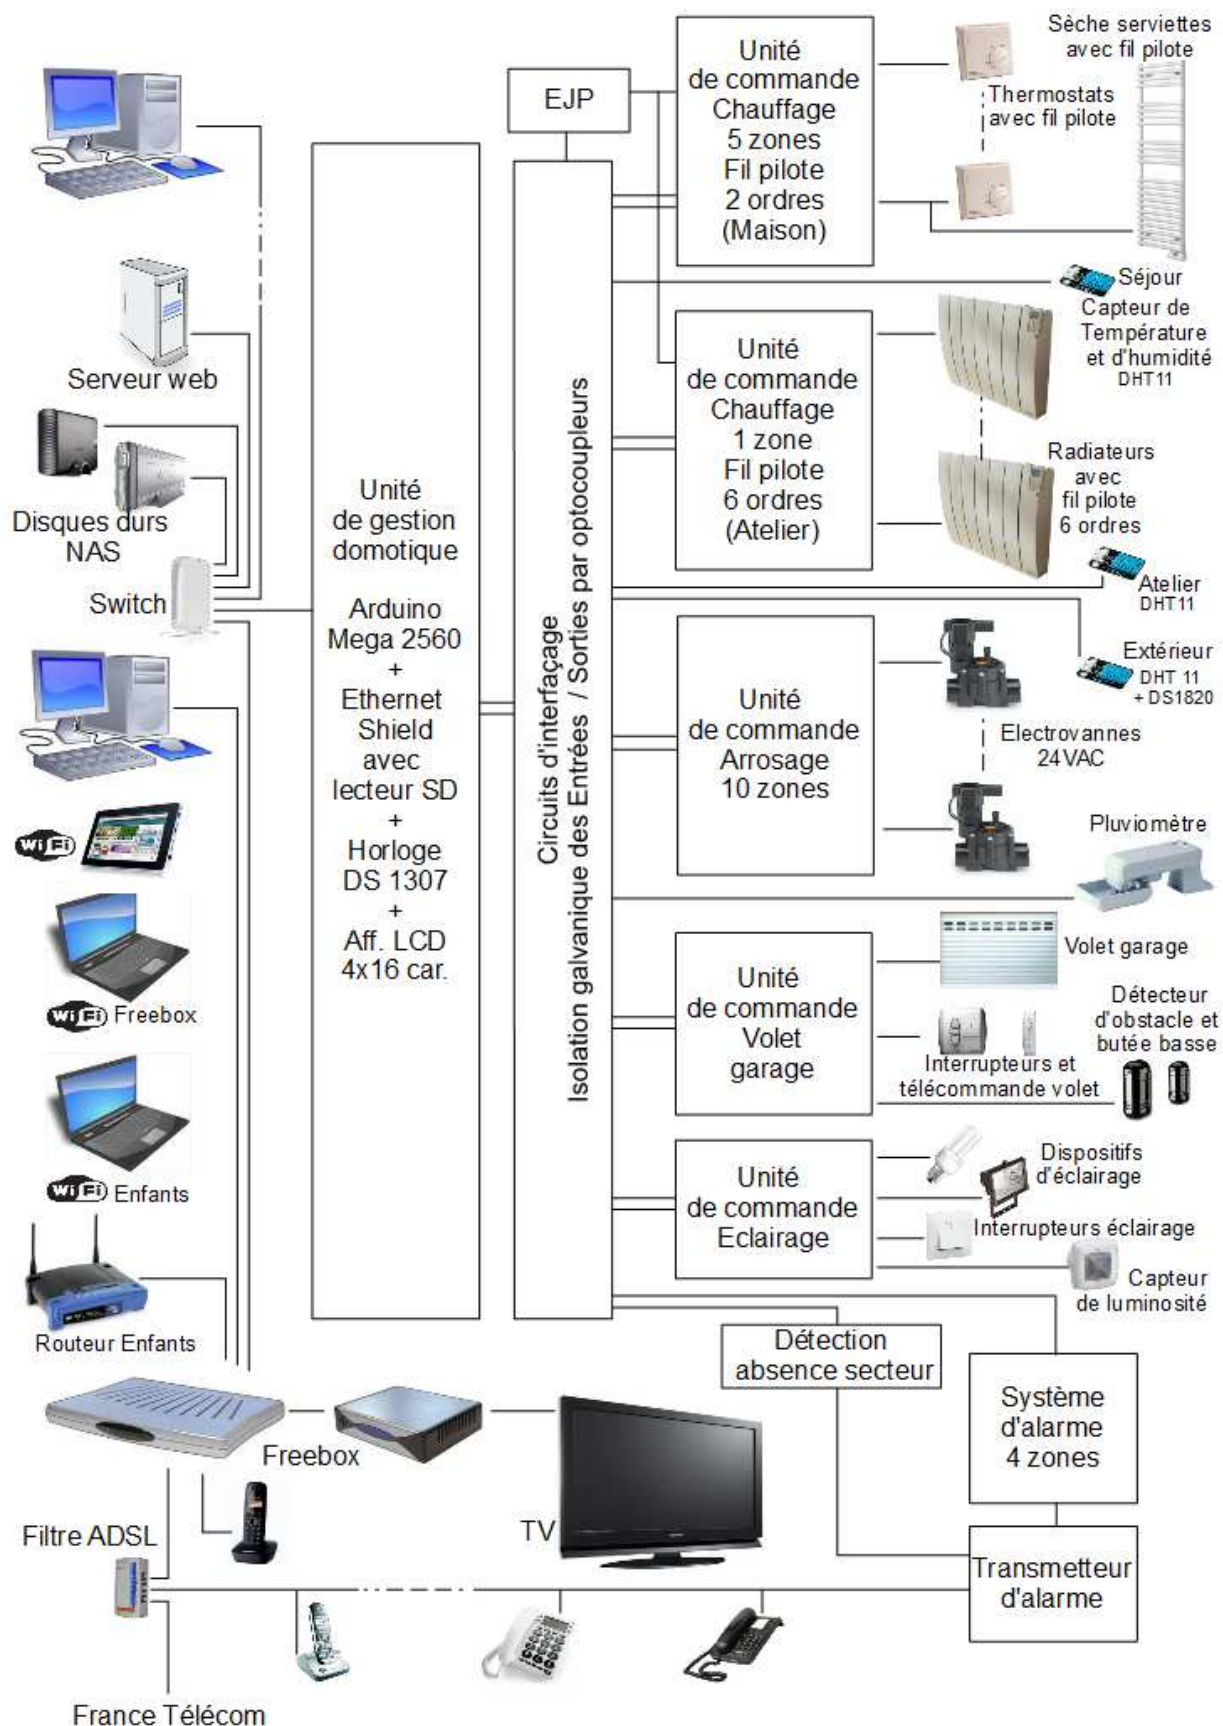 Sèche serviettes
avec fil pilote
Unité
de commande
Chauffage
5 zones
Fil pilote
2 ordres
(Maison)
EJP
Thermostats
avec fil pilote
Séjour
Capteur de
Température
et d'humidité
DHT11
Serveur web
Unité
de commande
Chauffage
1 zone
Fil pilote
6 ordres
(Atelier)
Radiateurs
avec
fil pilote
6 ordres
Disques durs
NAS
Switch
Unité
de gestion
domotique
Arduino
Mega 2560
+
Ethernet
Shield
avec
lecteur SD
+
Horloge
DS 1307
+
Aff. LCD
4x16 car.
Circuits d'interfaçage
Isolation galvanique des Entrées / Sorties par optocoupleurs
Atelier
DHT11
Extérieur
DHT 11
+ DS1820
Unité
de commande
Arrosage
10 zones
Electrovannes
24VAC
Pluviomètre
WiFi
WiFi Freebox
WiFi Enfants
Unité
de commande
Volet
garage
Volet garage
Détecteur
d'obstacle et
butée basse
Interrupteurs et
télécommande volet
Unité
de commande
Eclairage
Dispositifs
d'éclairage
Interrupteurs éclairage
Capteur
de luminosité
Routeur Enfants
Détection
absence secteur
Système
d'alarme
4 zones
Freebox
TV
Filtre ADSL
Transmetteur
d'alarme
France Télécom